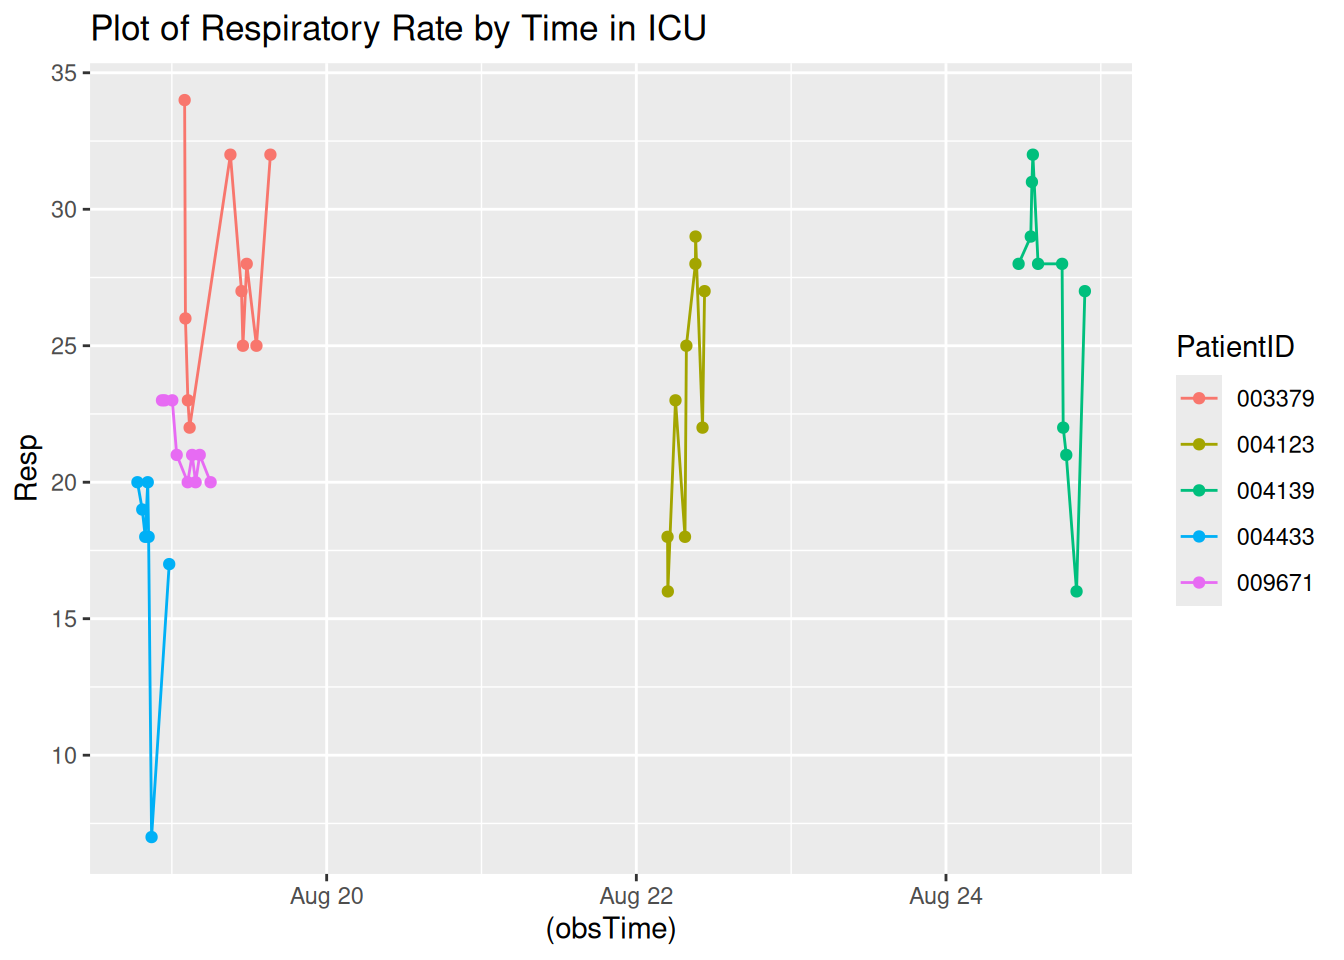 Plot of Respiratory Rate by Time in ICU
35
30
25
20
15
10
Resp
Aug 20
Aug 22
Aug 24
(obsTime)
PatientID
003379
004123
004139
004433
009671